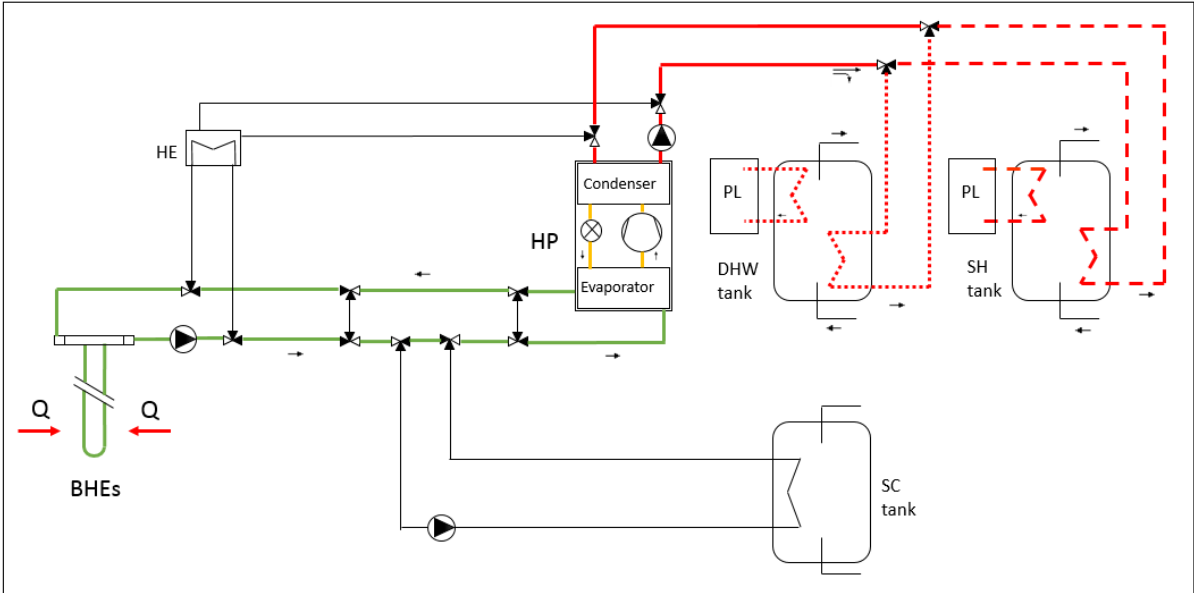 HE
Condenser
HP
Evaporator
PL
DHW
tank
PL
SH
tank
Q
Q
BHEs
SC
tank